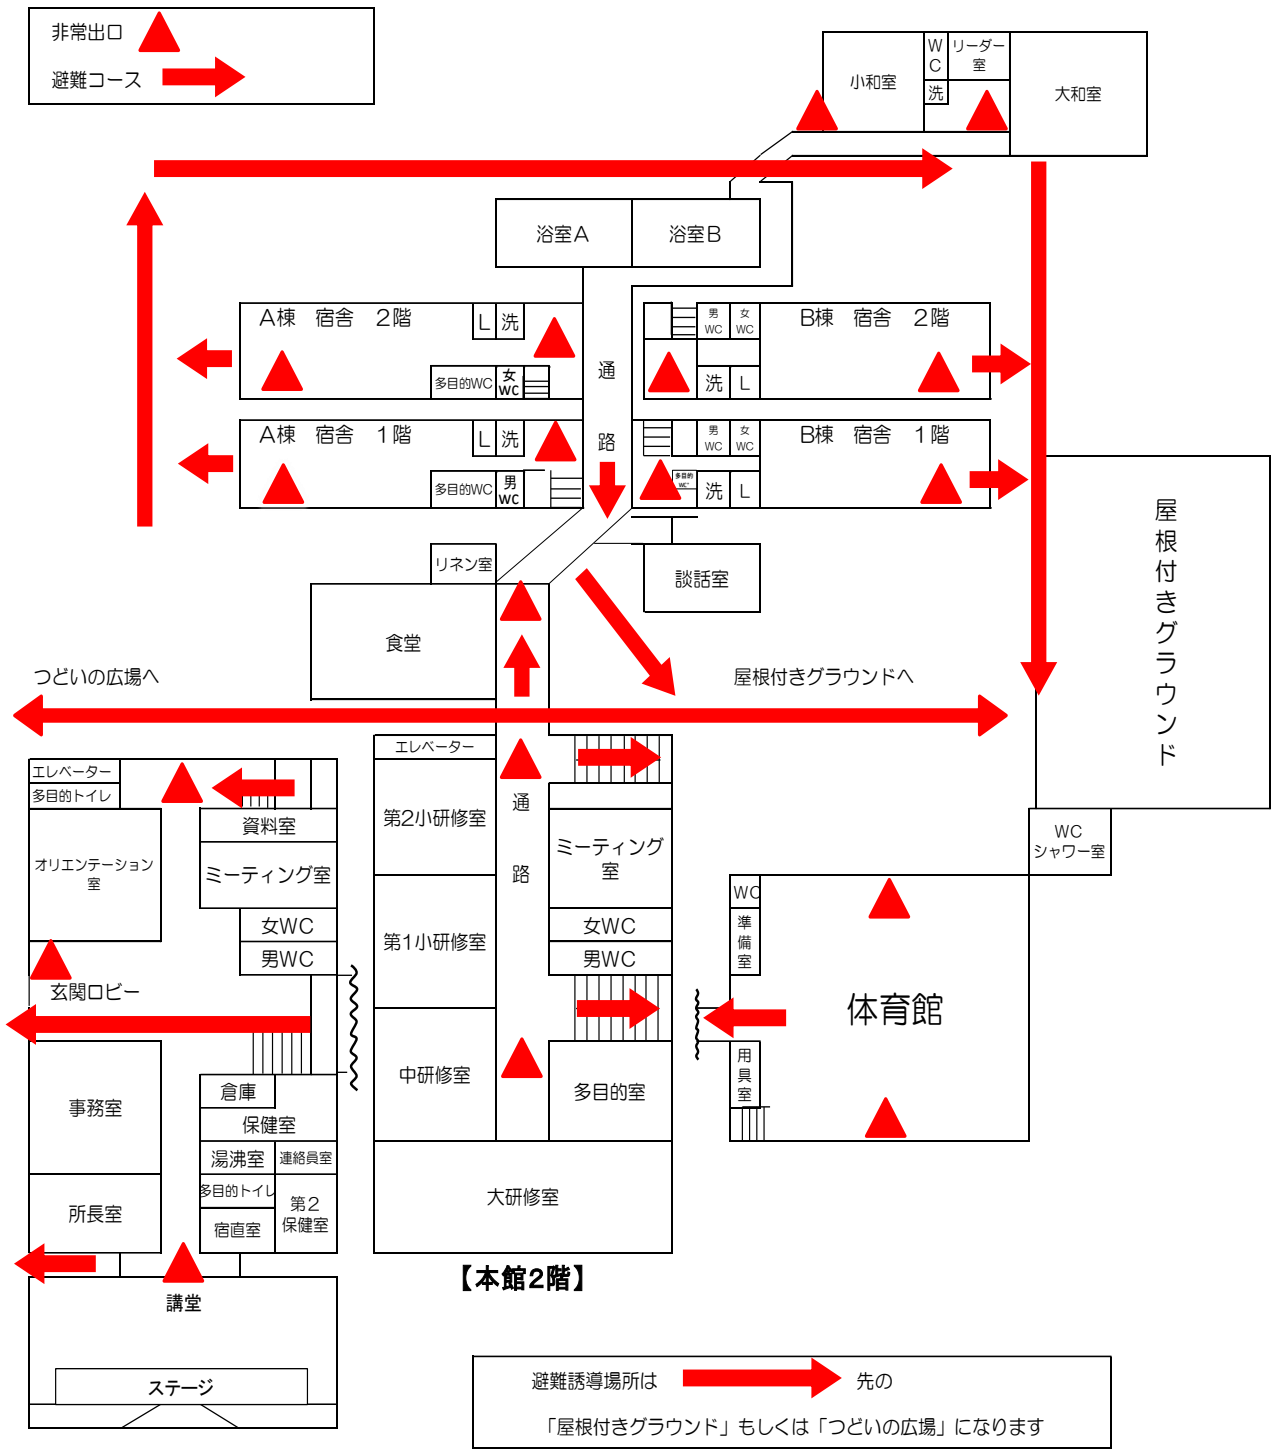 非常出口
避難コース
小和室
WC
洗
リーダー
室
大和室
浴室A
浴室B
A棟　宿舎　2階
L
洗
多目的WC
女
WC
通
路
男
WC
女
WC
洗
L
B棟　宿舎　2階
A棟　宿舎　1階
L
洗
多目的WC
男
WC
男
WC
女
WC
多目的
WC
洗
L
B棟　宿舎　1階
屋根付きグラウンド
リネン室
談話室
食堂
つどいの広場へ
屋根付きグラウンドへ
エレベーター
エレベーター
多目的トイレ
資料室
オリエンテーション
室
ミーティング室
女WC
男WC
第2小研修室
通
路
ミーティング
室
第1小研修室
女WC
男WC
WC
シャワー室
WC
準備室
体育館
用具室
玄関ロビー
事務室
倉庫
保健室
湯沸室
連絡員室
多目的トイレ
第2
保健室
所長室
宿直室
中研修室
多目的室
大研修室
【本館2階】
講堂
ステージ
避難誘導場所は
先の
「屋根付きグラウンド」もしくは「つどいの広場」になります